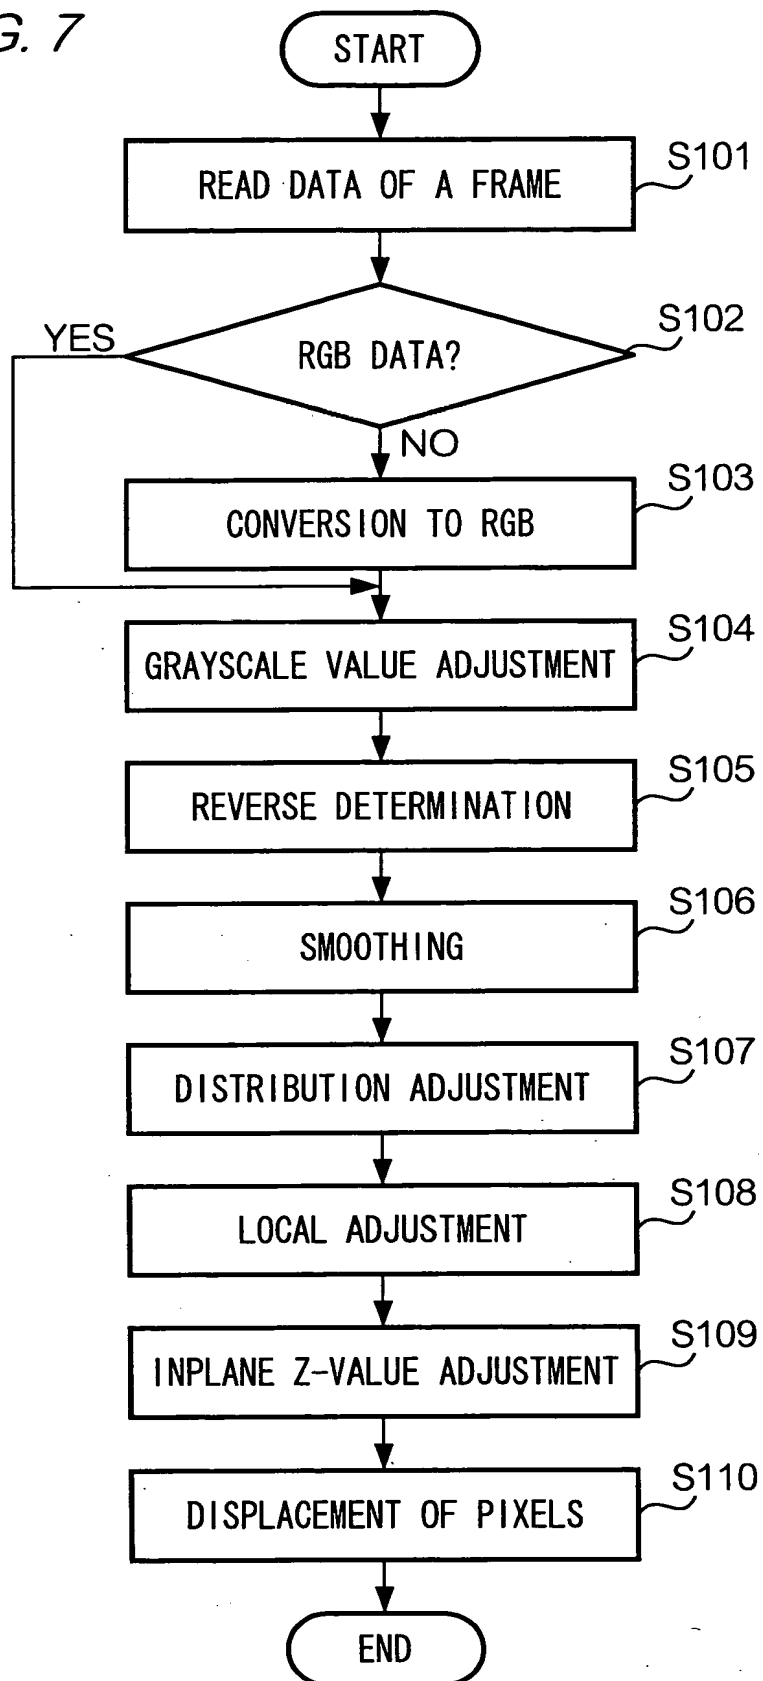 G. 7
START
READ DATA OF A FRAME
S101
RGB DATA?
S102
YES
NO
CONVERSION TO RGB
S103
GRAYSCALE VALUE ADJUSTMENT
S104
REVERSE DETERMINATION
S105
SMOOTHING
S106
DISTRIBUTION ADJUSTMENT
S107
LOCAL ADJUSTMENT
S108
INPLANE Z-VALUE ADJUSTMENT
S109
DISPLACEMENT OF PIXELS
S110
END